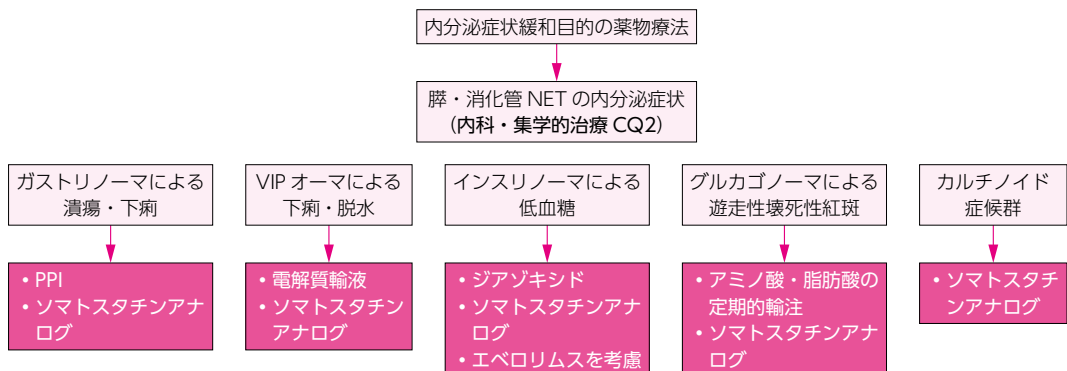 内分泌症状緩和目的の薬物療法
膵・消化管 NET の内分泌症状
（内科・集学的治療 CQ2）
ガストリノーマによる
潰瘍・下痢
VIP オーマによる
下痢・脱水
インスリノーマによる
低血糖
グルカゴノーマによる
遊走性壊死性紅斑
カルチノイド
症候群
• PPI
• ソマトスタチンアナ
ログ
• 電解質輸液
• ソマトスタチン
アナログ
• ジアゾキシド
• ソマトスタチンアナ
ログ
• エベロリムスを考慮
• アミノ酸・脂肪酸の
定期的輸注
• ソマトスタチンアナ
ログ
• ソマトスタチ
ンアナログ